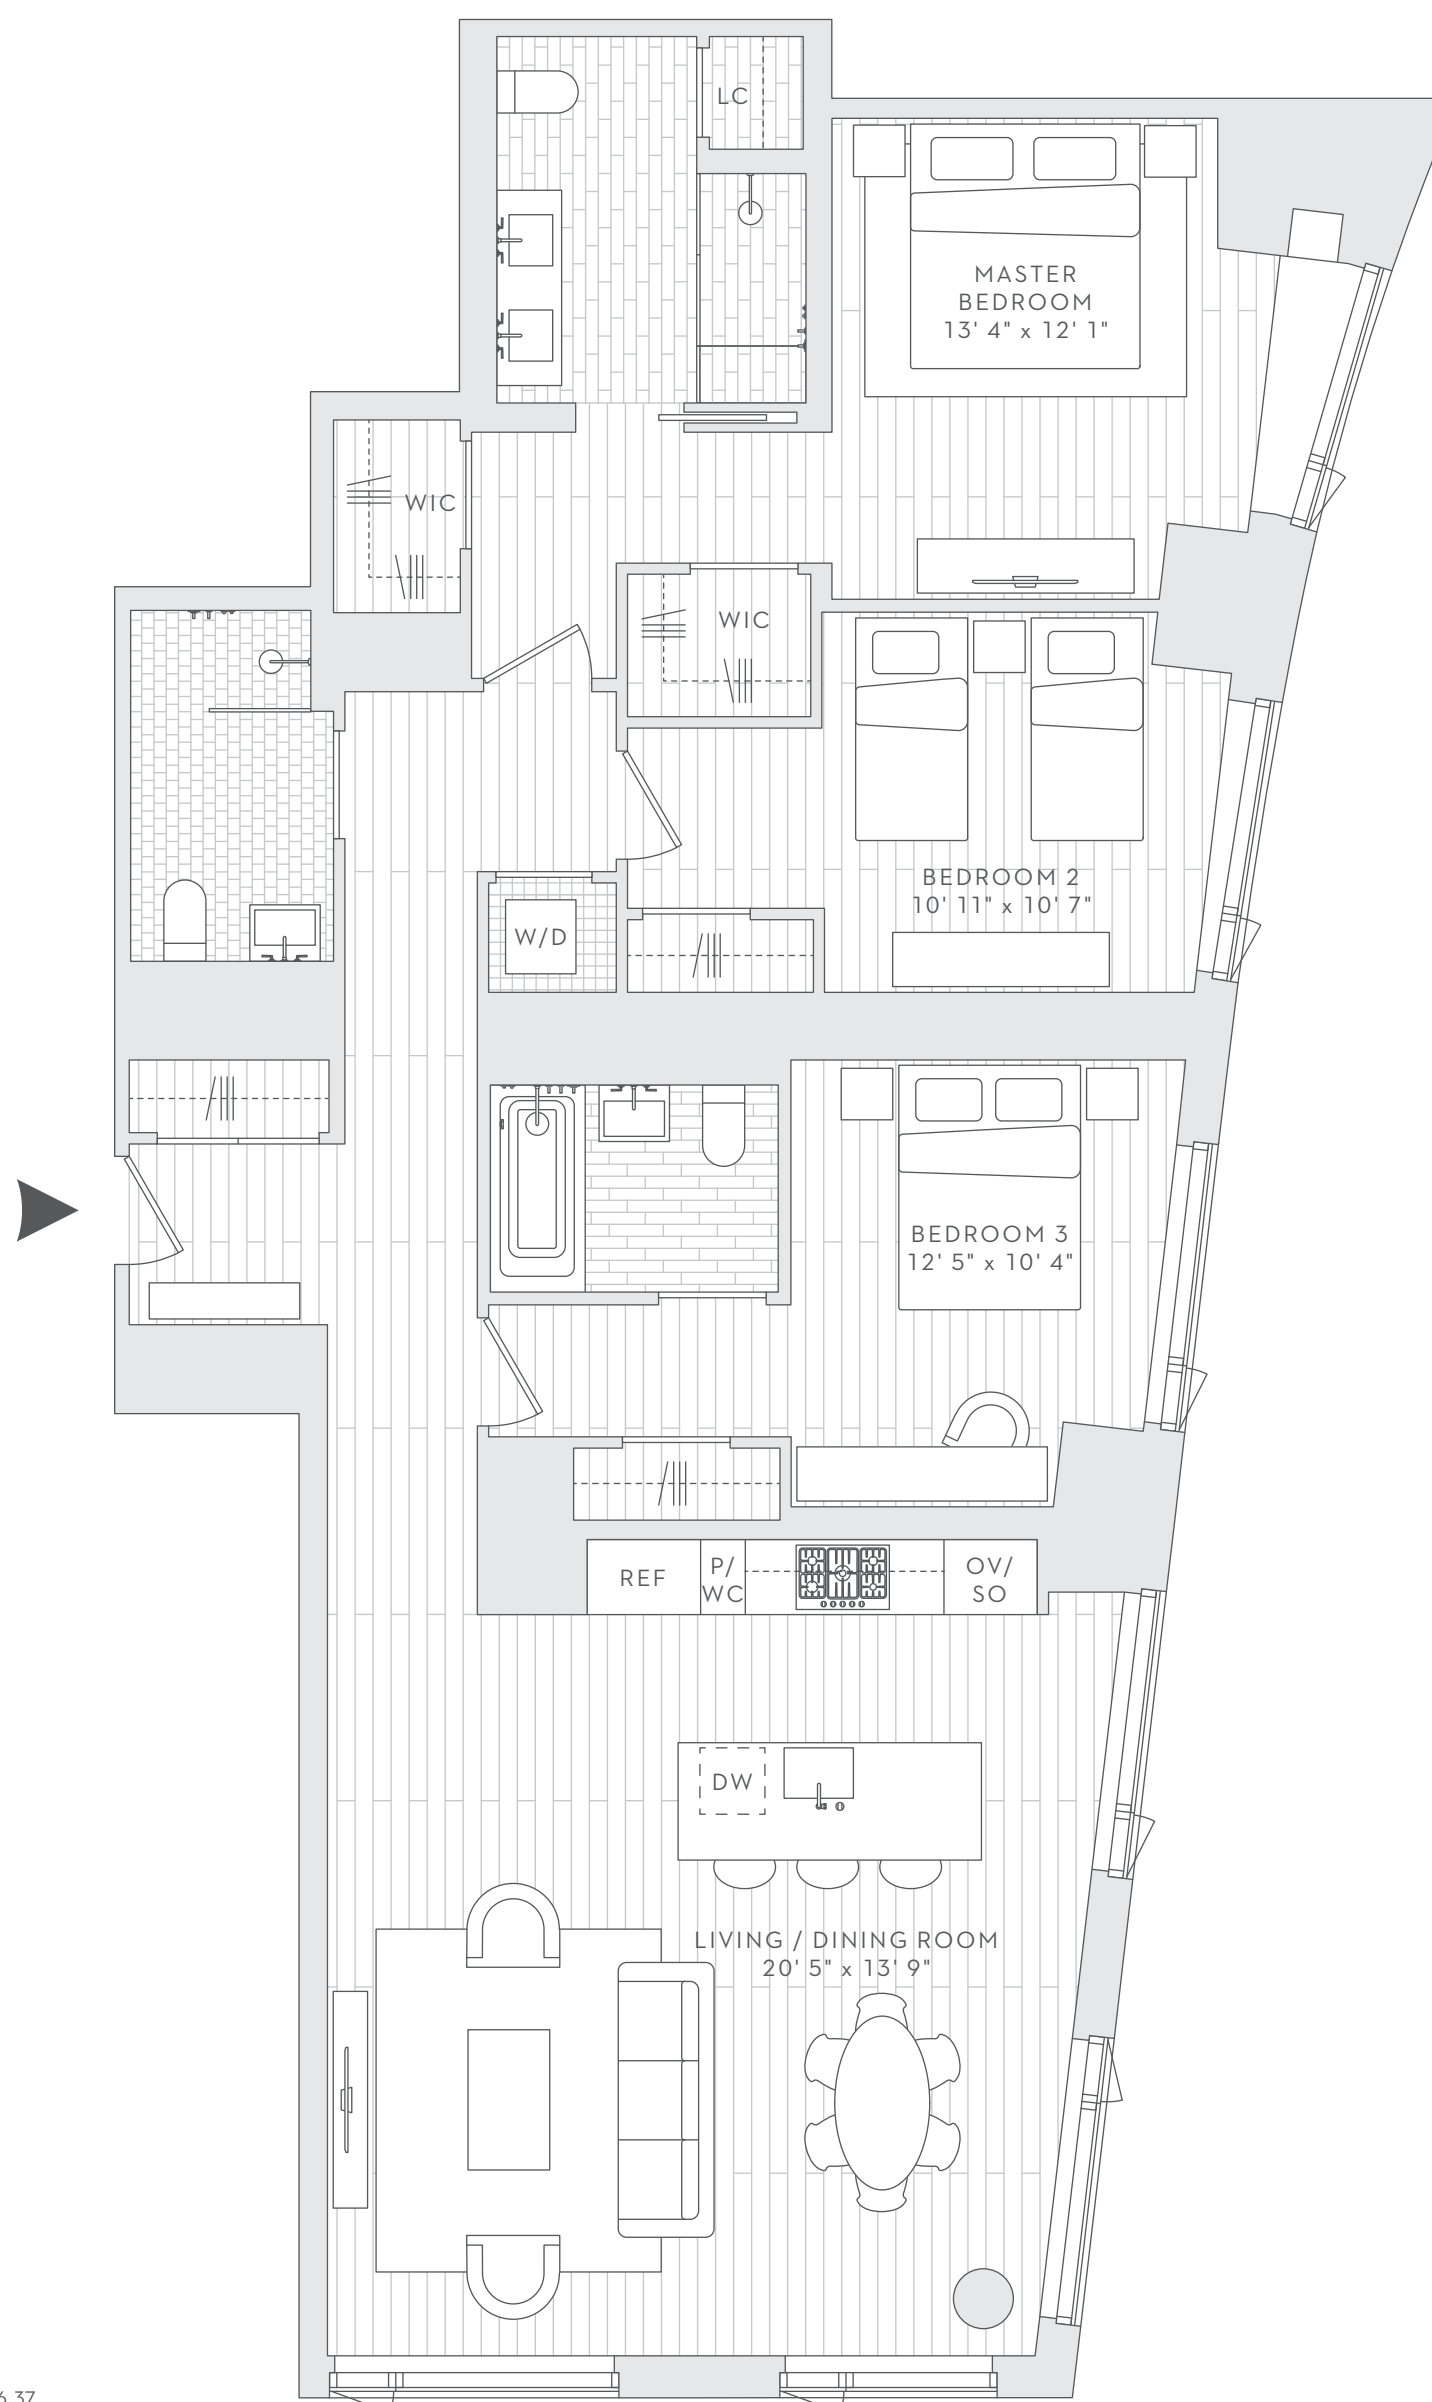 LC
MASTER
BEDROOM
13' 4" x 12' 1"
WIC
WIC
BEDROOM 2
10' 11" x 10' 7"
W/D
BEDROOM 3
12' 5" x 10' 4"
REF
P/
WC
OV/
SO
DW
LIVING / DINING ROOM
20' 5" x 13' 9"
37